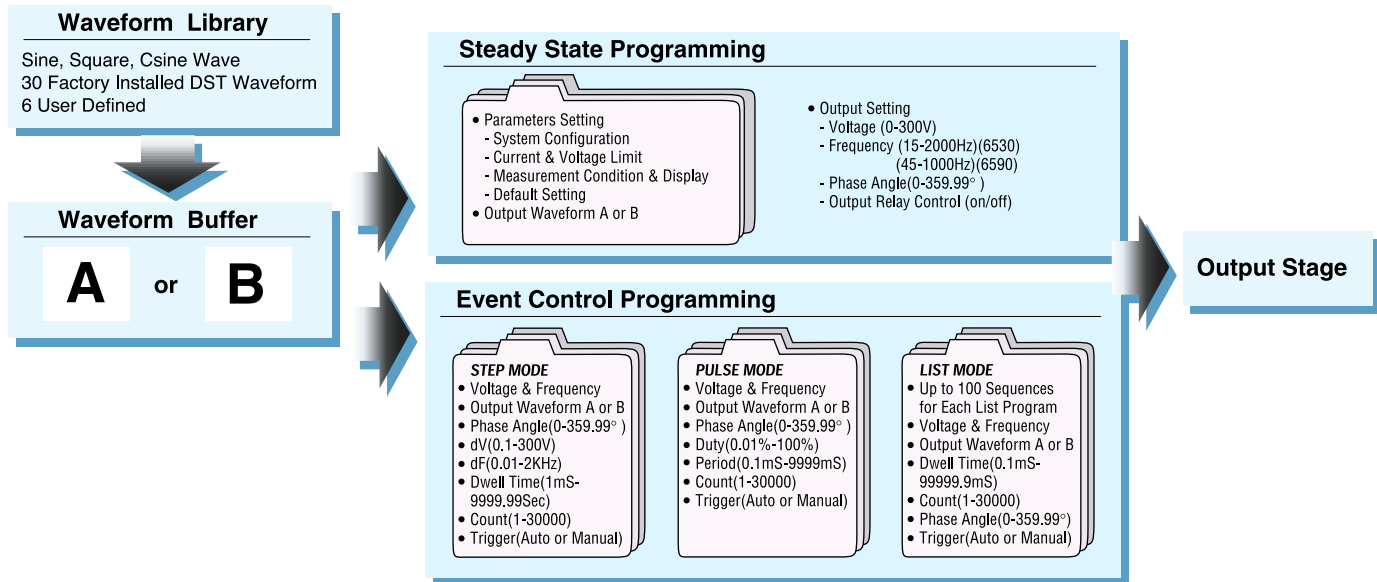 Waveform Library
Sine, Square, Csine Wave
30 Factory Installed DST Waveform
6 User Defined
Waveform Buffer
A or B
Steady State Programming
• Parameters Setting
- System Configuration
- Current & Voltage Limit
- Measurement Condition & Display
- Default Setting
• Output Waveform A or B
• Output Setting
- Voltage (0-300V)
- Frequency (15-2000Hz)(6530)
(45-1000Hz)(6590)
- Phase Angle(0-359.99° )
- Output Relay Control (on/off)
Event Control Programming
STEP MODE
• Voltage & Frequency
• Output Waveform A or B
• Phase Angle(0-359.99° )
• dV(0.1-300V)
• dF(0.01-2KHz)
• Dwell Time(1mS-
9999.99Sec)
• Count(1-30000)
• Trigger(Auto or Manual)
PULSE MODE
• Voltage & Frequency
• Output Waveform A or B
• Phase Angle(0-359.99° )
• Duty(0.01%-100%)
• Period(0.1mS-9999mS)
• Count(1-30000)
• Trigger(Auto or Manual)
LIST MODE
• Up to 100 Sequences
for Each List Program
• Voltage & Frequency
• Output Waveform A or B
• Dwell Time(0.1mS-
99999.9mS)
• Count(1-30000)
• Phase Angle(0-359.99°)
• Trigger(Auto or Manual)
Output Stage